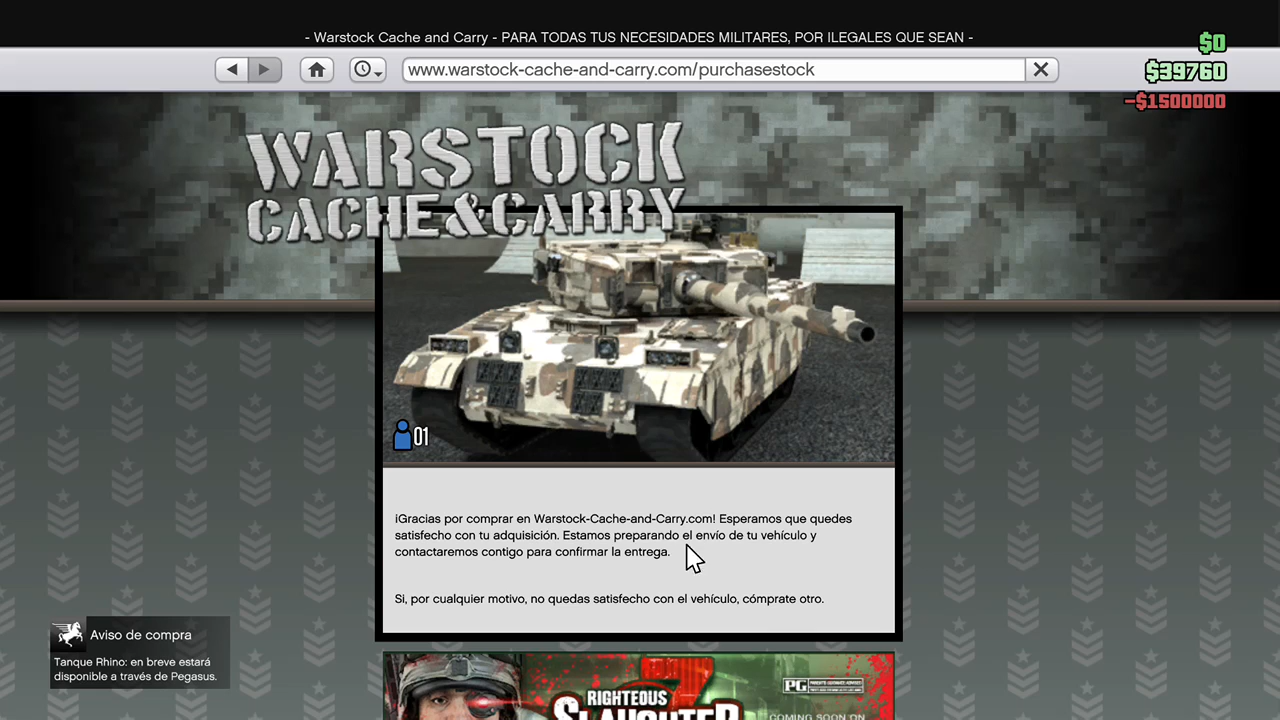 - Warstock Cache and Carry - PARA TODAS TUS NECESIDADES MILITARES, POR ILEGALES QUE SEAN -
$0
www.warstock-cache-and-carry.com/purchasestock
$39760
-$1500000
WARSTOCK
CACHE&CARRY
01
¡Gracias por comprar en Warstock-Cache-and-Carry.com! Esperamos que quedes
satisfecho con tu adquisición. Estamos preparando el envío de tu vehículo y
contactaremos contigo para confirmar la entrega.
Si, por cualquier motivo, no quedas satisfecho con el vehículo, cómprate otro.
Aviso de compra
Tanque Rhino: en breve estará
disponible a través de Pegasus.
7
PG
RIGHTEOUS
SLAUGHTER
COMING SOON ON